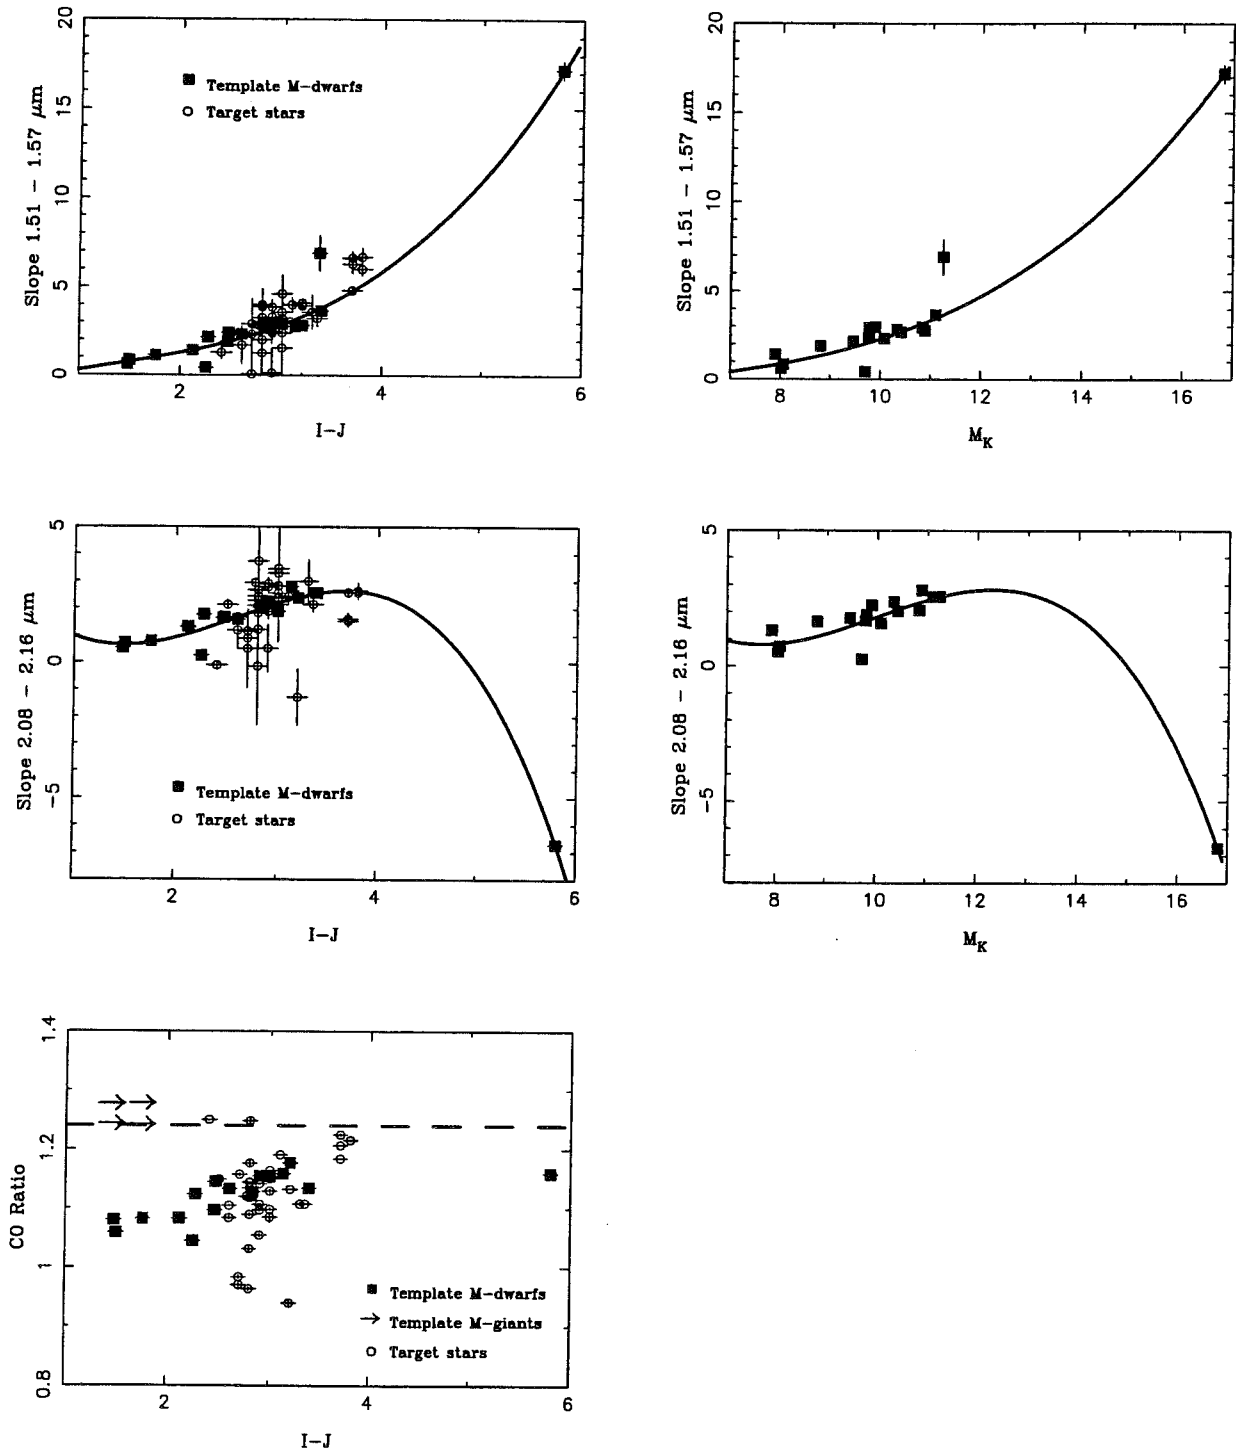 20
15
10
5
0
Slope 1.51 – 1.57 μm
Template M-dwarfs
Target stars
2
4
6
I-J
20
15
10
5
0
Slope 1.51 – 1.57 μm
8
10
12
14
16
M_K
5
0
−5
Slope 2.08 – 2.16 μm
Template M-dwarfs
Target stars
2
4
6
I-J
5
0
−5
Slope 2.08 – 2.16 μm
8
10
12
14
16
M_K
1.4
1.2
1
0.8
CO Ratio
Template M-dwarfs
Template M-giants
Target stars
2
4
6
I-J